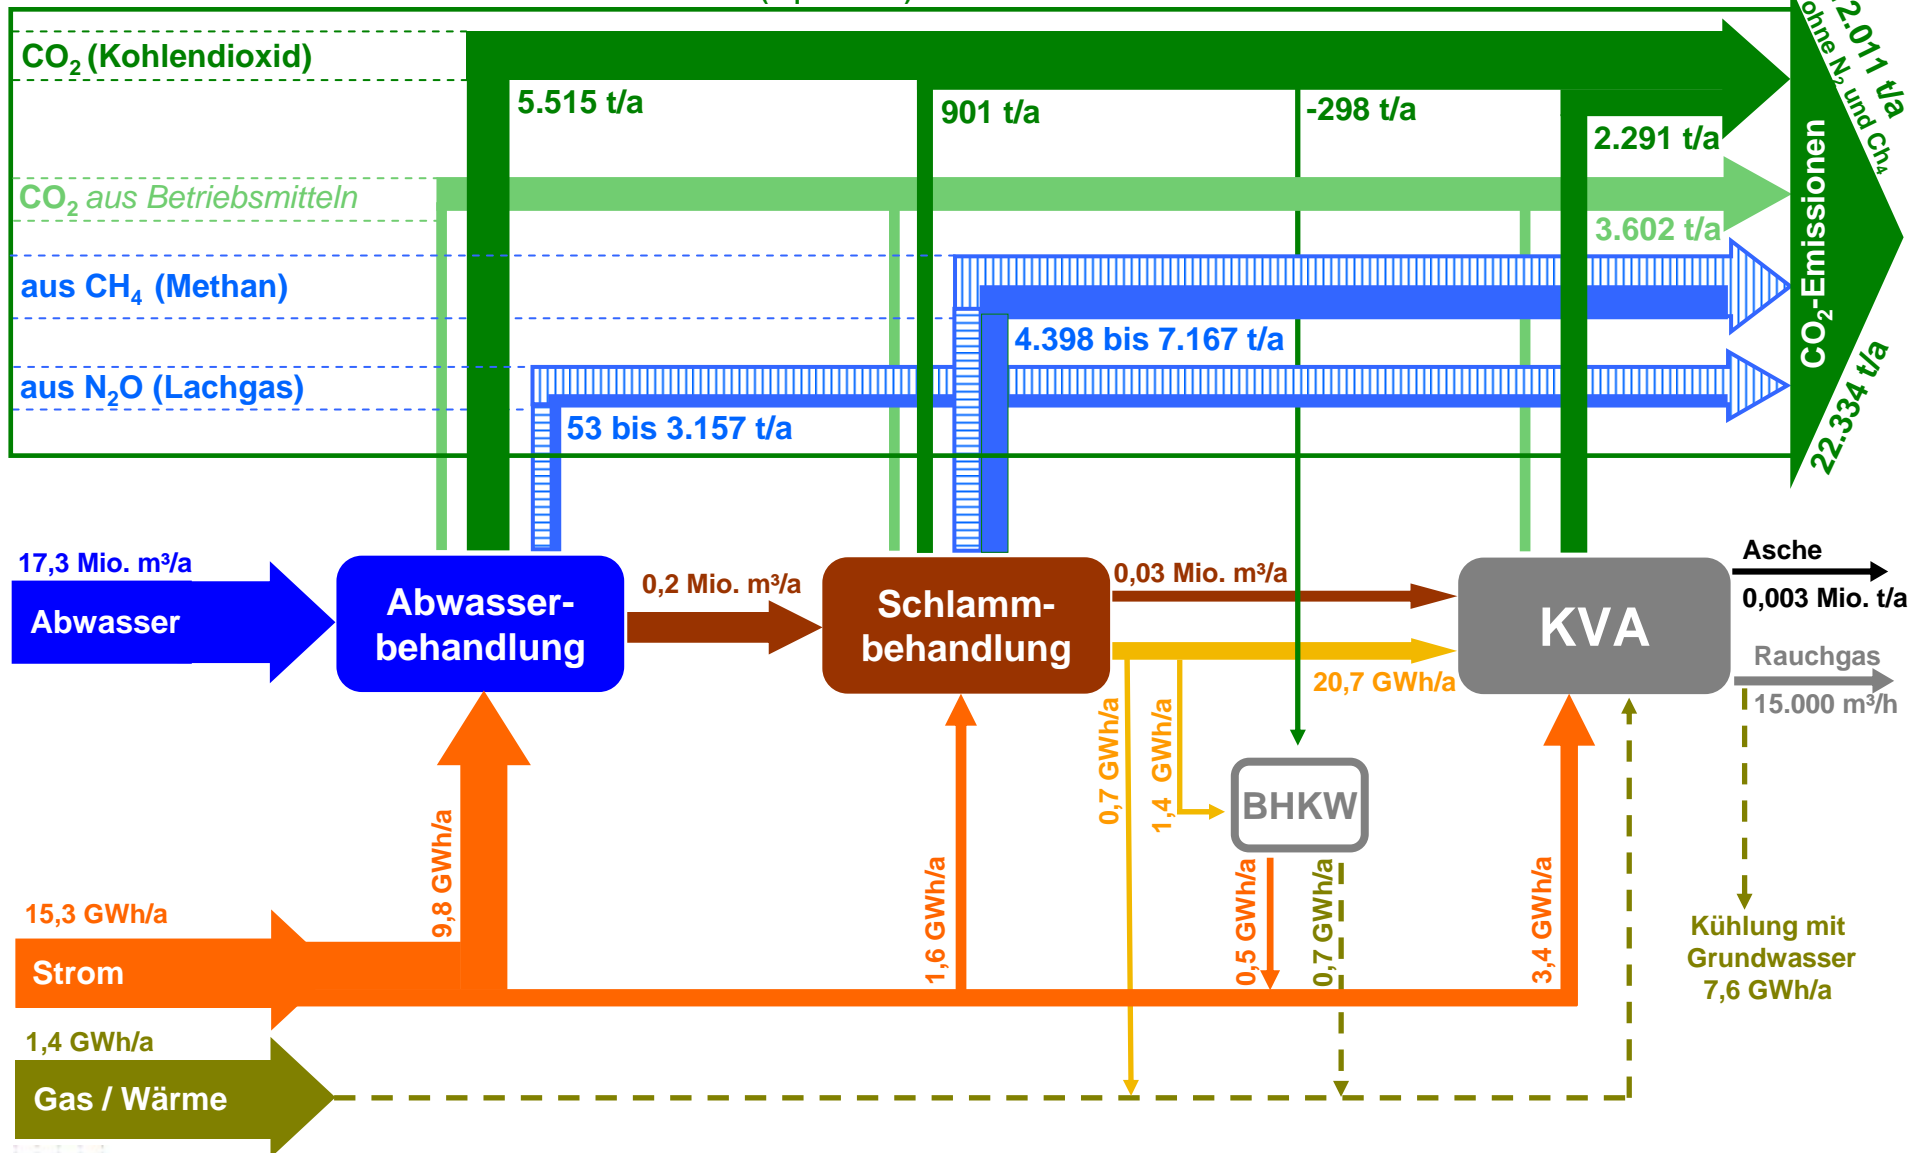 CO₂ (Kohlendioxid)
5.515 t/a
901 t/a
-298 t/a
2.291 t/a
CO₂ aus Betriebsmitteln
3.602 t/a
aus CH₄ (Methan)
4.398 bis 7.167 t/a
aus N₂O (Lachgas)
53 bis 3.157 t/a
2.011 t/a
ohne N₂ und Ch₄
CO₂-Emissionen
22.334 t/a
17,3 Mio. m³/a
Abwasser
Abwasser-
behandlung
0,2 Mio. m³/a
Schlamm-
behandlung
0,03 Mio. m³/a
20,7 GWh/a
KVA
Asche
0,003 Mio. t/a
Rauchgas
15.000 m³/h
0,7 GWh/a
1,4 GWh/a
BHKW
9,8 GWh/a
1,6 GWh/a
0,5 GWh/a
0,7 GWh/a
3,4 GWh/a
Kühlung mit
Grundwasser
7,6 GWh/a
15,3 GWh/a
Strom
1,4 GWh/a
Gas / Wärme